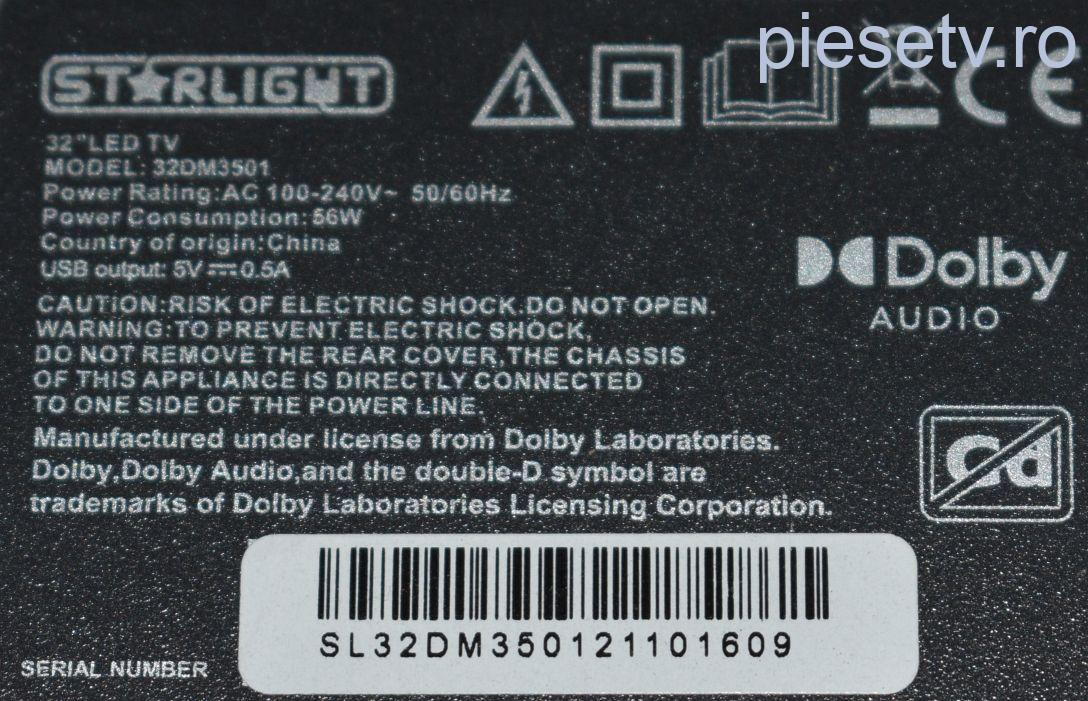 piesetv.ro
STARLIGHT
32"LED TV
MODEL: 32DM3501
Power Rating:AC 100-240V~ 50/60Hz
Power Consumption:56W
Country of origin:China
USB output: 5V⎓0.5A
CAUTION:RISK OF ELECTRIC SHOCK.DO NOT OPEN.
WARNING:TO PREVENT ELECTRIC SHOCK,
DO NOT REMOVE THE REAR COVER,THE CHASSIS
OF THIS APPLIANCE IS DIRECTLY CONNECTED
TO ONE SIDE OF THE POWER LINE.
Manufactured under license from Dolby Laboratories.
Dolby,Dolby Audio,and the double-D symbol are
trademarks of Dolby Laboratories Licensing Corporation.
CE
Dolby
AUDIO
Pb
SL32DM350121101609
SERIAL NUMBER